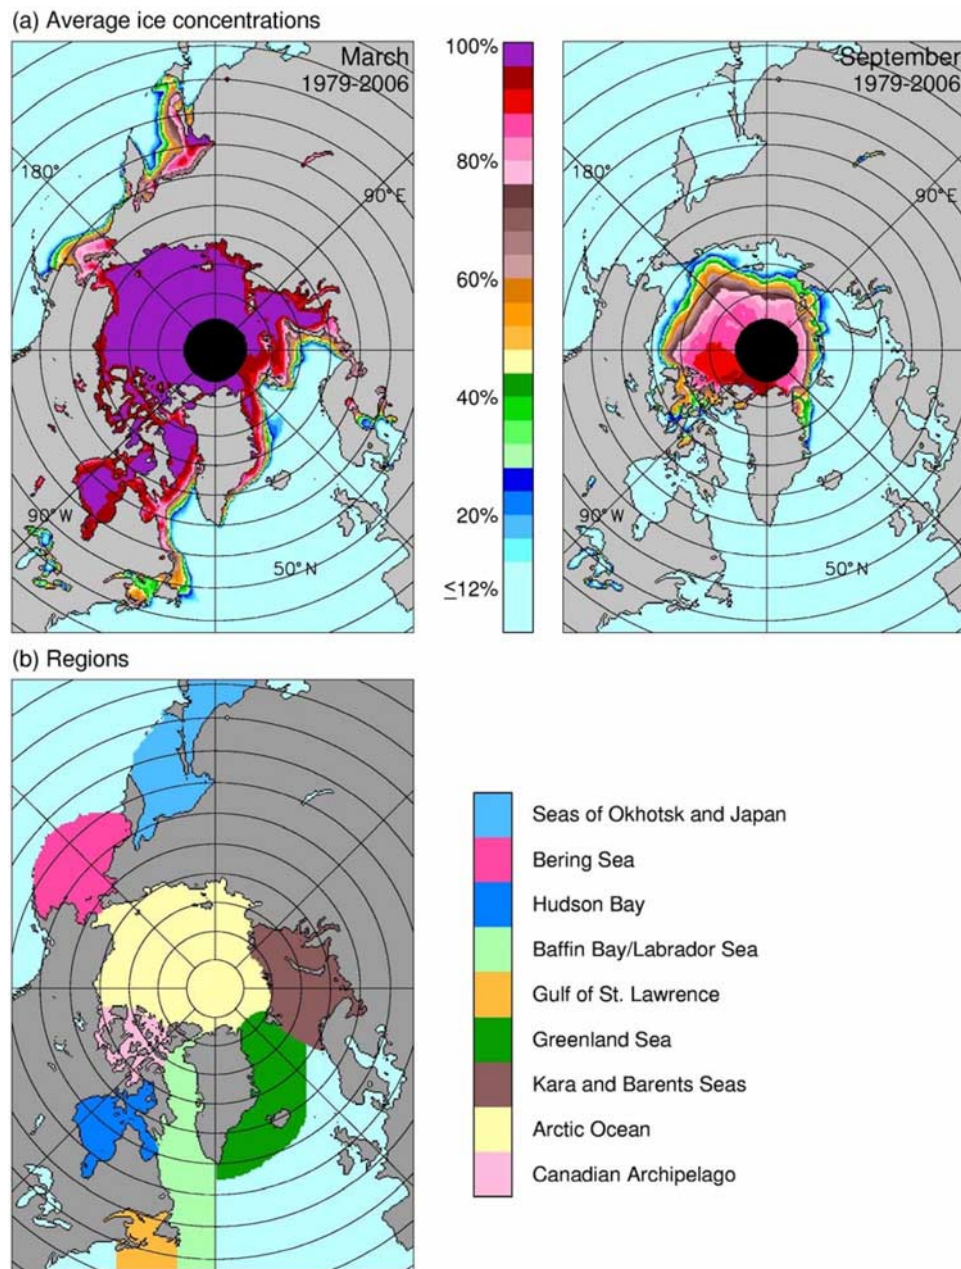 (a) Average ice concentrations
March
1979-2006
100%
80%
60%
40%
20%
≤12%
180°
90°E
90°W
50°N
September
1979-2006
180°
90°E
90°W
50°N
(b) Regions
Seas of Okhotsk and Japan
Bering Sea
Hudson Bay
Baffin Bay/Labrador Sea
Gulf of St. Lawrence
Greenland Sea
Kara and Barents Seas
Arctic Ocean
Canadian Archipelago